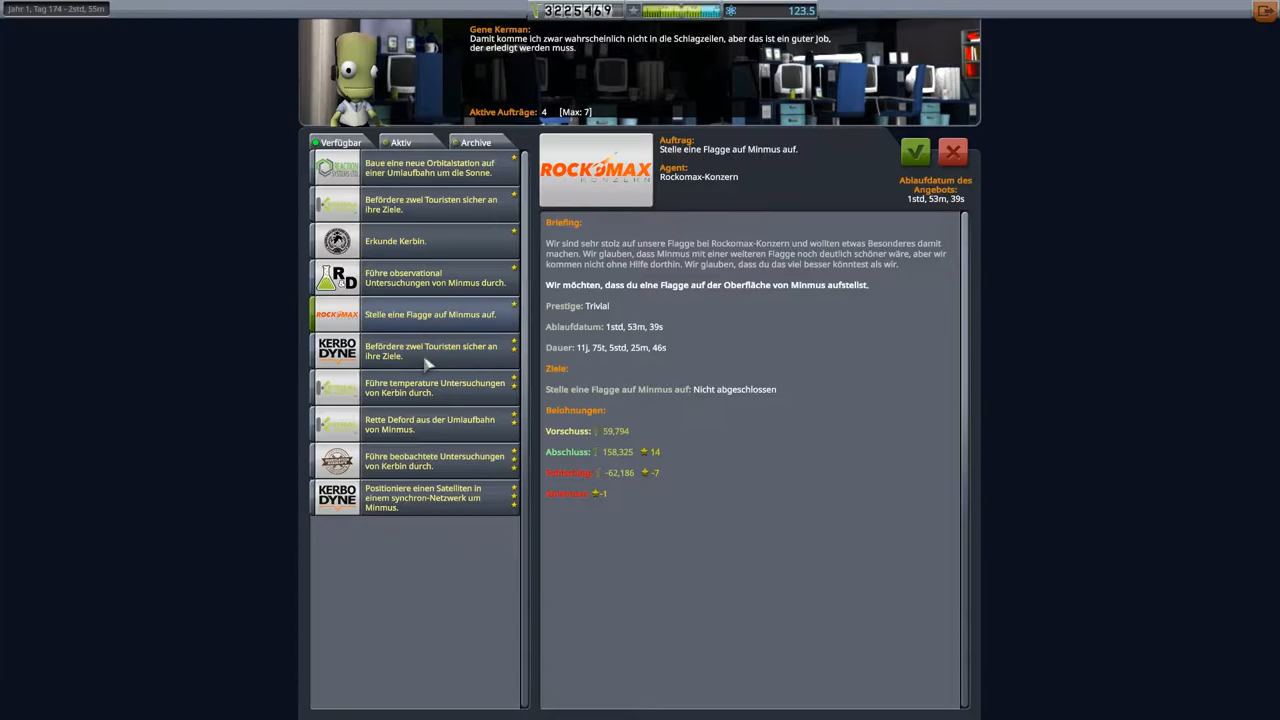 Jahr 1, Tag 174 - 2std, 55m
3225469
123.5
Gene Kerman:
Damit komme ich zwar wahrscheinlich nicht in die Schlagzeilen, aber das ist ein guter Job,
der erledigt werden muss.
Aktive Aufträge: 4 [Max: 7]
Verfügbar
Aktiv
Archive
Baue eine neue Orbitalstation auf
einer Umlaufbahn um die Sonne.
Befördere zwei Touristen sicher an
ihre Ziele.
Erkunde Kerbin.
R&D
Führe observational
Untersuchungen von Minmus durch.
ROCKOMAX
Stelle eine Flagge auf Minmus auf.
KERBO
DYNE
Befördere zwei Touristen sicher an
ihre Ziele.
Führe temperature Untersuchungen
von Kerbin durch.
Rette Deford aus der Umlaufbahn
von Minmus.
Führe beobachtete Untersuchungen
von Kerbin durch.
KERBO
DYNE
Positioniere einen Satelliten in
einem synchron-Netzwerk um
Minmus.
ROCKOMAX
KONZERN
Auftrag:
Stelle eine Flagge auf Minmus auf.
Agent:
Rockomax-Konzern
Ablaufdatum des
Angebots:
1std, 53m, 39s
Briefing:
Wir sind sehr stolz auf unsere Flagge bei Rockomax-Konzern und wollten etwas Besonderes damit
machen. Wir glauben, dass Minmus mit einer weiteren Flagge noch deutlich schöner wäre, aber wir
kommen nicht ohne Hilfe dorthin. Wir glauben, dass du das viel besser könntest als wir.
Wir möchten, dass du eine Flagge auf der Oberfläche von Minmus aufstellst.
Prestige: Trivial
Ablaufdatum: 1std, 53m, 39s
Dauer: 11j, 75t, 5std, 25m, 46s
Ziele:
Stelle eine Flagge auf Minmus auf: Nicht abgeschlossen
Belohnungen:
Vorschuss: 59,794
Abschluss: 158,325 14
-62,186 -7
-1